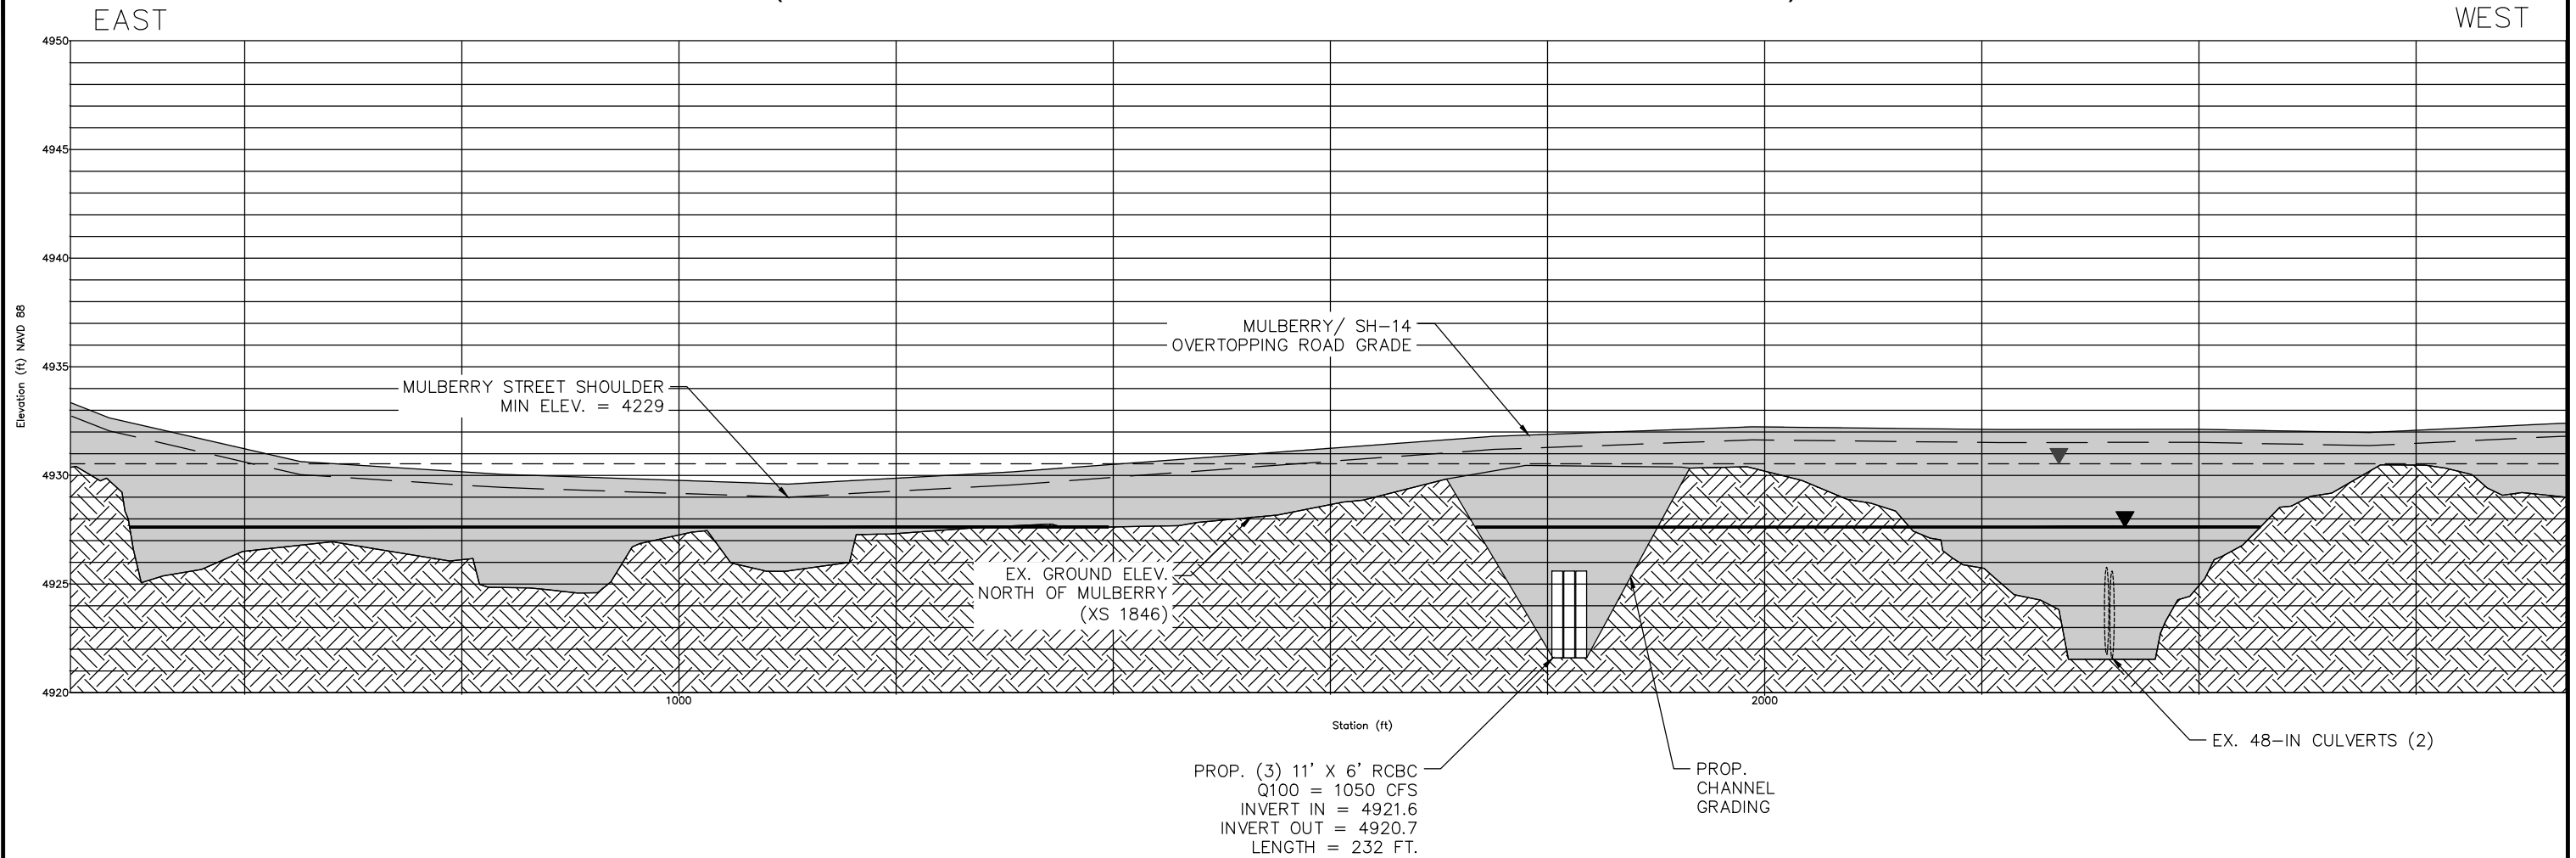 EAST
WEST
4950
4945
4940
4935
4930
4925
4920
Elevation (ft) NAVD 88
MULBERRY/ SH-14
OVERTOPPING ROAD GRADE
MULBERRY STREET SHOULDER
MIN ELEV. = 4229
EX. GROUND ELEV.
NORTH OF MULBERRY
(XS 1846)
1000
2000
Station (ft)
PROP. (3) 11' X 6' RCBC
Q100 = 1050 CFS
INVERT IN = 4921.6
INVERT OUT = 4920.7
LENGTH = 232 FT.
PROP.
CHANNEL
GRADING
EX. 48-IN CULVERTS (2)